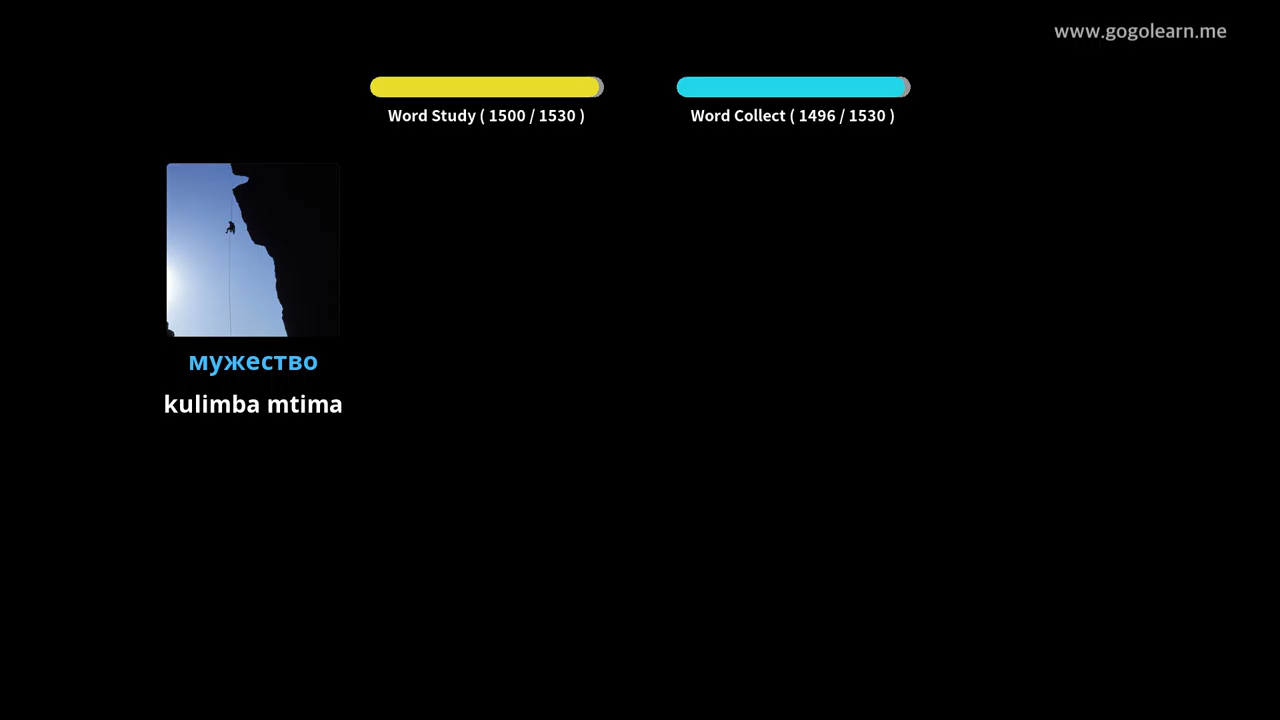 www.gogolearn.me
Word Study ( 1500 / 1530 )
Word Collect ( 1496 / 1530 )
мужество
kulimba mtima